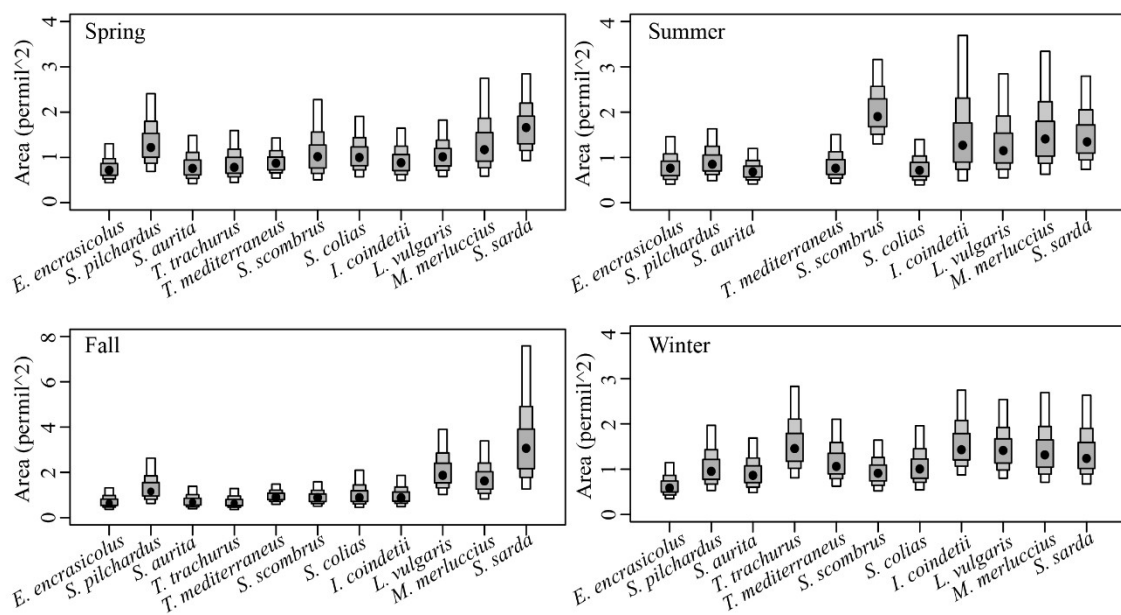 Spring
Area (permil^2)
4
3
2
1
0
E. encrasicolus
S. pilchardus
S. aurita
T. trachurus
T. mediterraneus
S. scombrus
S. colias
I. coindetii
L. vulgaris
M. merluccius
S. sarda
Summer
Area (permil^2)
4
3
2
1
0
E. encrasicolus
S. pilchardus
S. aurita
T. mediterraneus
S. scombrus
S. colias
I. coindetii
L. vulgaris
M. merluccius
S. sarda
Fall
Area (permil^2)
8
6
4
2
0
E. encrasicolus
S. pilchardus
S. aurita
T. trachurus
T. mediterraneus
S. scombrus
S. colias
I. coindetii
L. vulgaris
M. merluccius
S. sarda
Winter
Area (permil^2)
4
3
2
1
0
E. encrasicolus
S. pilchardus
S. aurita
T. trachurus
T. mediterraneus
S. scombrus
S. colias
I. coindetii
L. vulgaris
M. merluccius
S. sarda